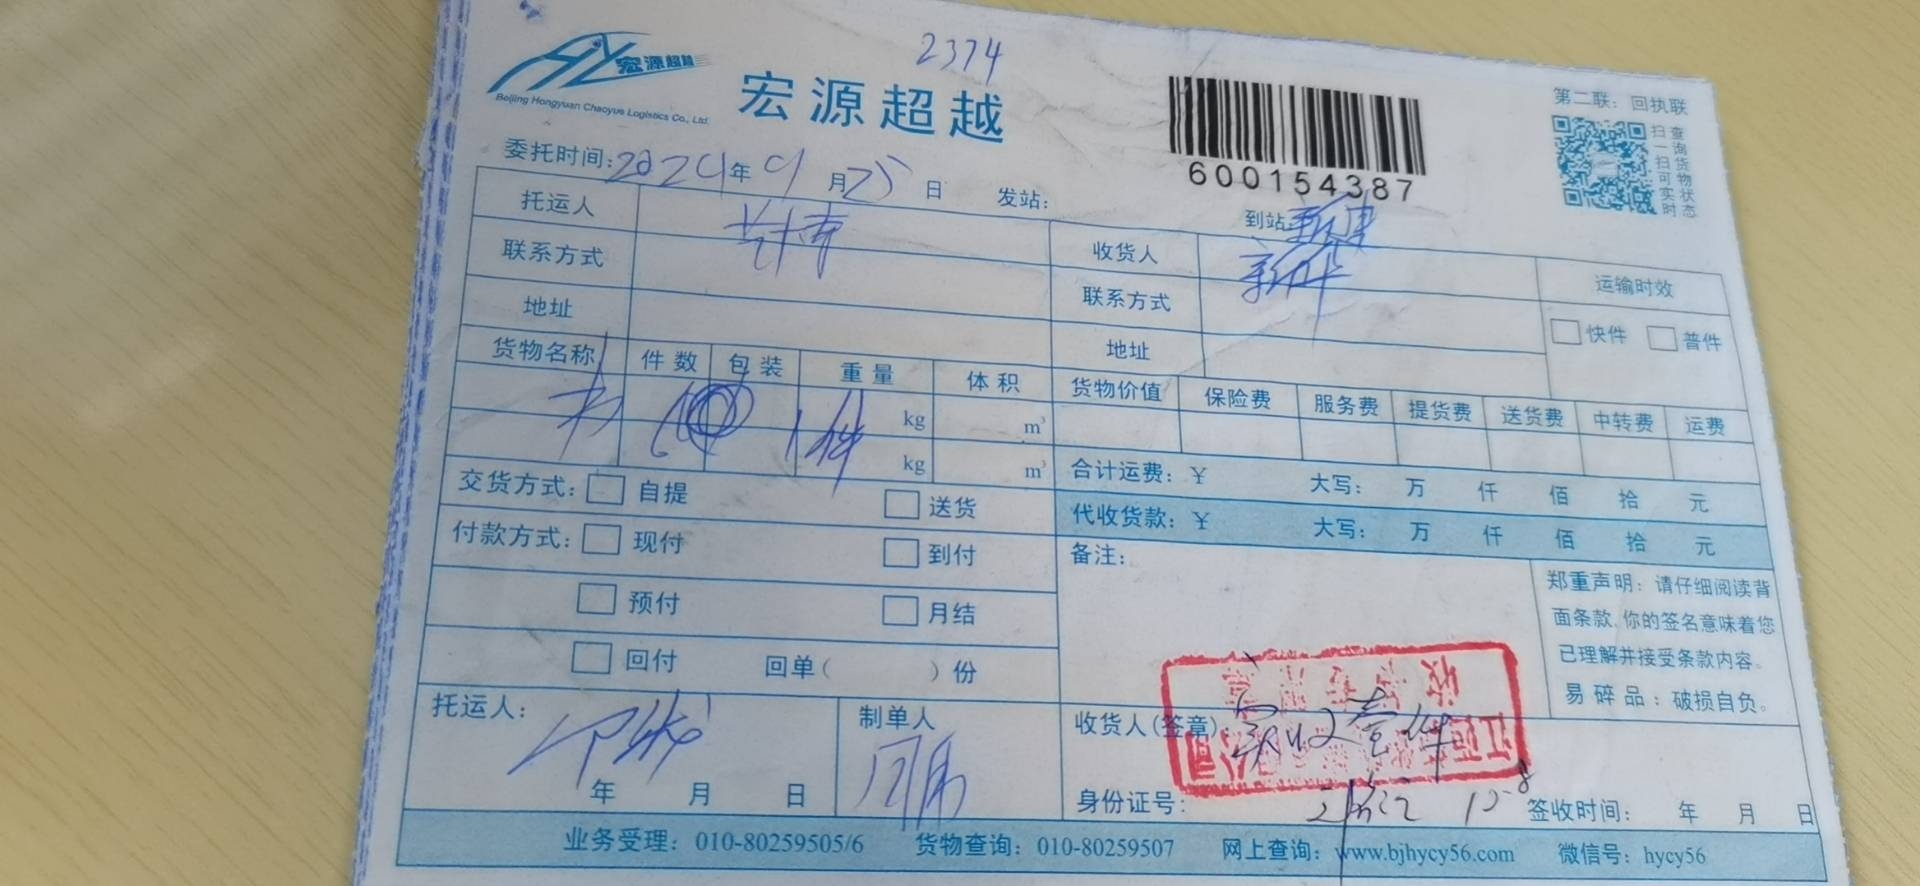 2374
宏源超越
Beijing Hongyuan Chaoyue Logistics Co., Ltd.
宏源超越
600154387
第二联：回执联
扫一扫可实时
查询货物状态
委托时间：2024年9月25日 发站： 到站：
托运人
联系方式
地址
收货人 新华
联系方式
地址
运输时效
快件 普件
货物名称 件数 包装 重量 体积 货物价值 保险费 服务费 提货费 送货费 中转费 运费
书 1件 kg m³
kg m³
交货方式： 自提 送货
合计运费：￥ 大写： 万 仟 佰 拾 元
付款方式： 现付 到付
代收货款：￥ 大写： 万 仟 佰 拾 元
预付 月结
回付 回单( )份
备注：
郑重声明：请仔细阅读背
面条款，你的签名意味着您
已理解并接受条款内容。
易碎品：破损自负。
托运人：
年 月 日
制单人
收货人(签章)： 实收壹件
身份证号：
签收时间： 年 月 日
业务受理：010-80259505/6 货物查询：010-80259507 网上查询：www.bjhycy56.com 微信号：hycy56